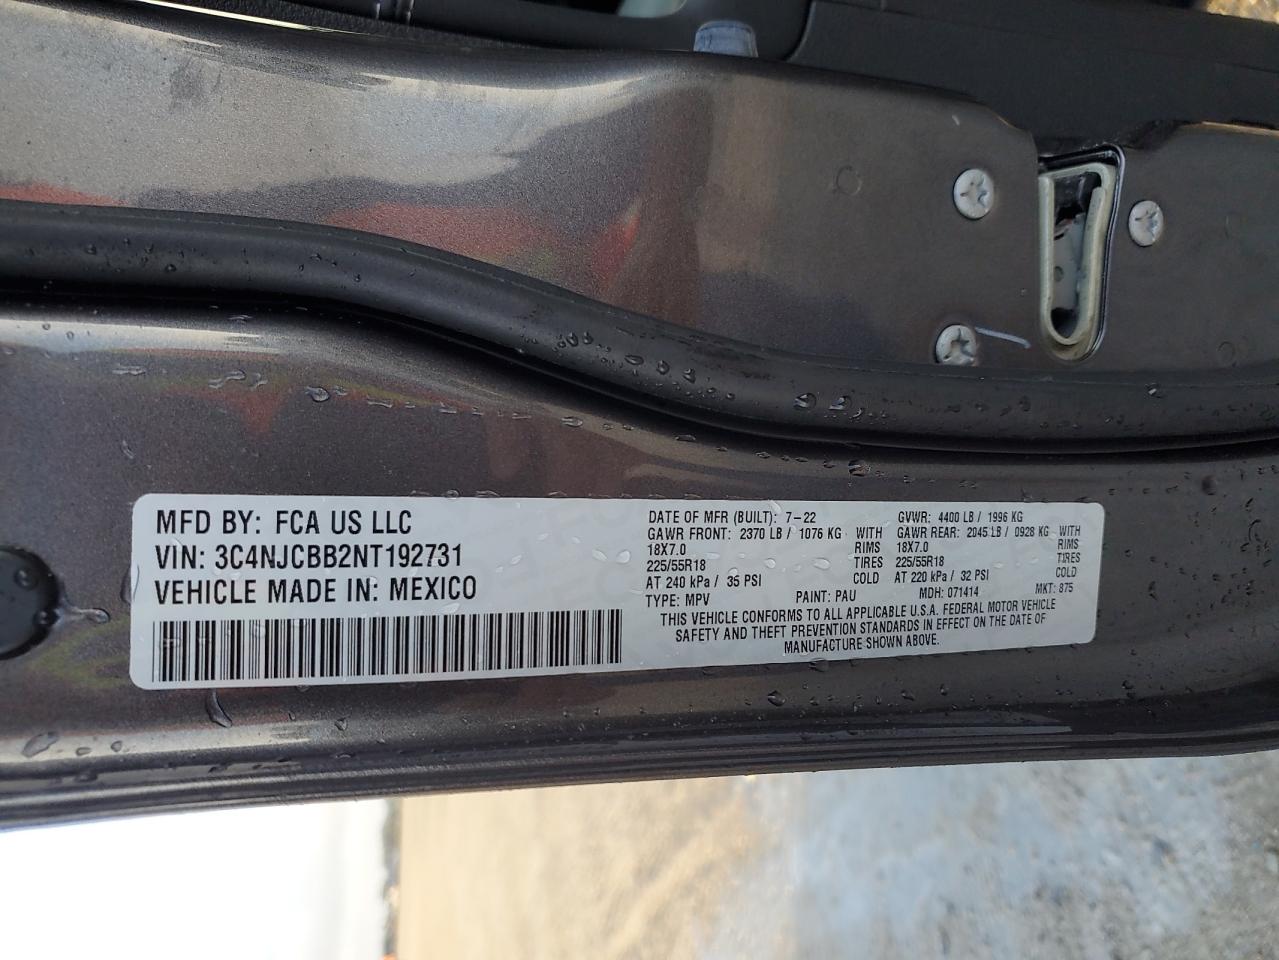 MFD BY: FCA US LLC
VIN: 3C4NJCBB2NT192731
VEHICLE MADE IN: MEXICO
DATE OF MFR (BUILT): 7-22 GVWR: 4400 LB / 1996 KG
GAWR FRONT: 2370 LB / 1076 KG WITH GAWR REAR: 2045 LB / 0928 KG WITH
18X7.0 RIMS 18X7.0 RIMS
225/55R18 TIRES 225/55R18 TIRES
AT 240 kPa / 35 PSI COLD AT 220 kPa / 32 PSI COLD
TYPE: MPV PAINT: PAU MDH: 071414 MKT: 875
THIS VEHICLE CONFORMS TO ALL APPLICABLE U.S.A. FEDERAL MOTOR VEHICLE
SAFETY AND THEFT PREVENTION STANDARDS IN EFFECT ON THE DATE OF
MANUFACTURE SHOWN ABOVE.